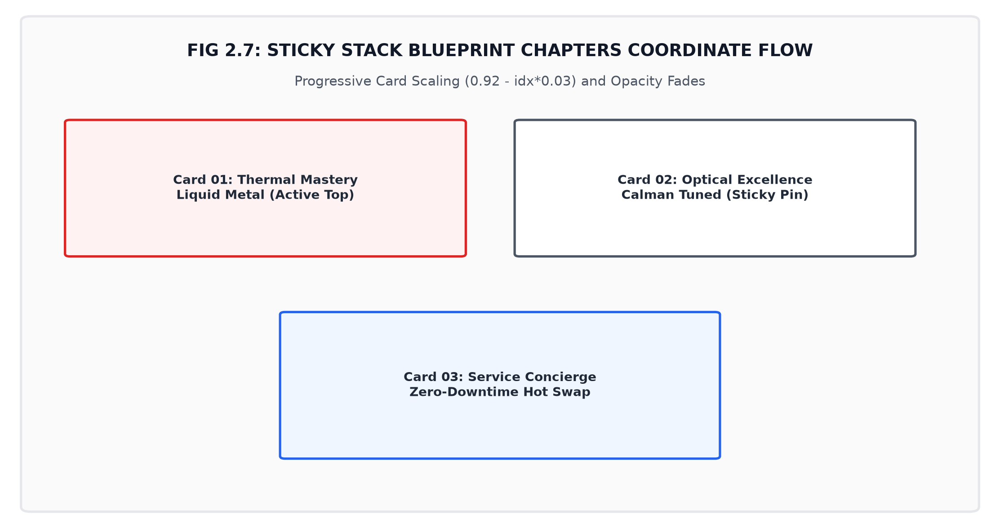 FIG 2.7: STICKY STACK BLUEPRINT CHAPTERS COORDINATE FLOW
Progressive Card Scaling (0.92 - idx*0.03) and Opacity Fades
Card 01: Thermal Mastery
Liquid Metal (Active Top)
Card 02: Optical Excellence
Calman Tuned (Sticky Pin)
Card 03: Service Concierge
Zero-Downtime Hot Swap